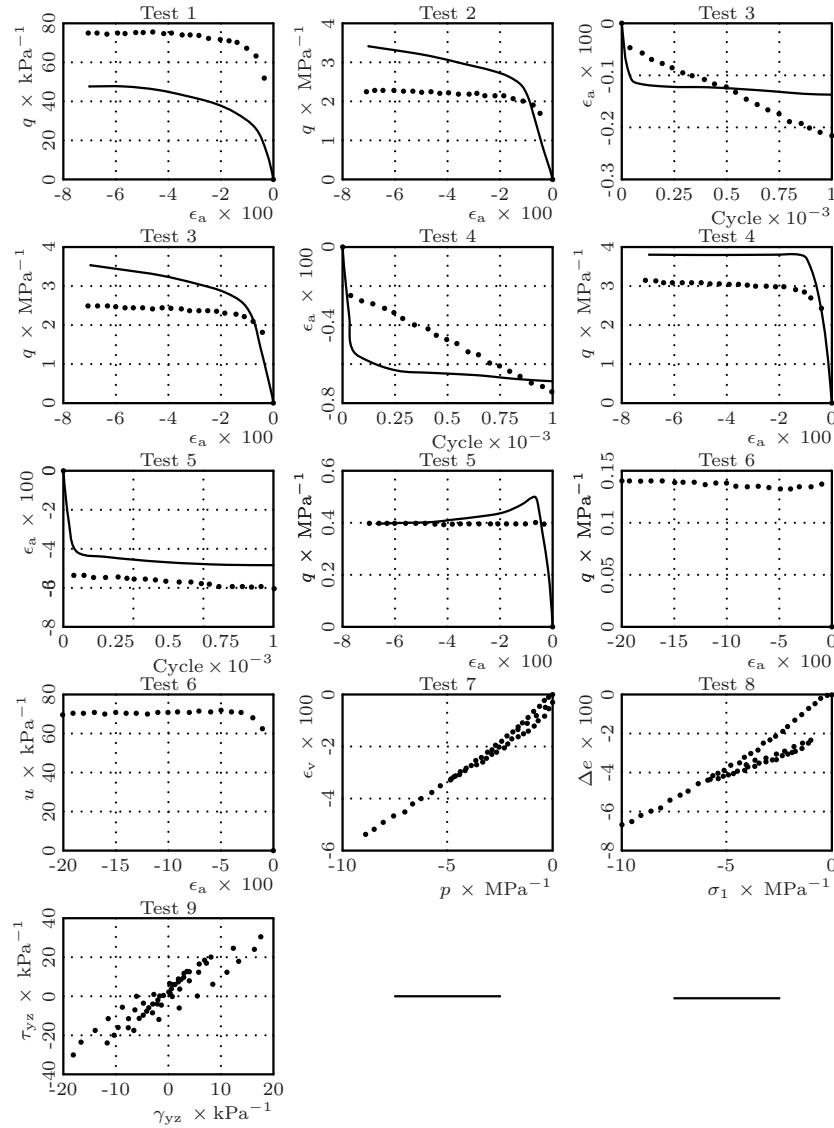 Test 1
Test 2
Test 3
80
60
40
20
0
q × kPa⁻¹
-8 -6 -4 -2 0
ϵa × 100
4
3
2
1
0
q × MPa⁻¹
-8 -6 -4 -2 0
ϵa × 100
0
-0.1
-0.2
-0.3
ϵa × 100
0 0.25 0.5 0.75 1
Cycle × 10⁻³
Test 3
Test 4
Test 4
4
3
2
1
0
q × MPa⁻¹
-8 -6 -4 -2 0
ϵa × 100
0
-0.4
-0.8
ϵa × 100
0 0.25 0.5 0.75 1
Cycle × 10⁻³
4
3
2
1
0
q × MPa⁻¹
-8 -6 -4 -2 0
ϵa × 100
Test 5
Test 5
Test 6
0
-2
-4
-6
-8
ϵa × 100
0 0.25 0.5 0.75 1
Cycle × 10⁻³
0.6
0.4
0.2
0
q × MPa⁻¹
-8 -6 -4 -2 0
ϵa × 100
0.15
0.1
0.05
0
q × MPa⁻¹
-20 -15 -10 -5 0
ϵa × 100
Test 6
Test 7
Test 8
80
60
40
20
0
u × kPa⁻¹
-20 -15 -10 -5 0
ϵa × 100
0
-2
-4
-6
ϵv × 100
-10 -5 0
p × MPa⁻¹
0
-2
-4
-6
-8
Δe × 100
-10 -5 0
σ1 × MPa⁻¹
Test 9
40
20
0
-20
-40
τyz × kPa⁻¹
-20 -10 0 10 20
γyz × kPa⁻¹